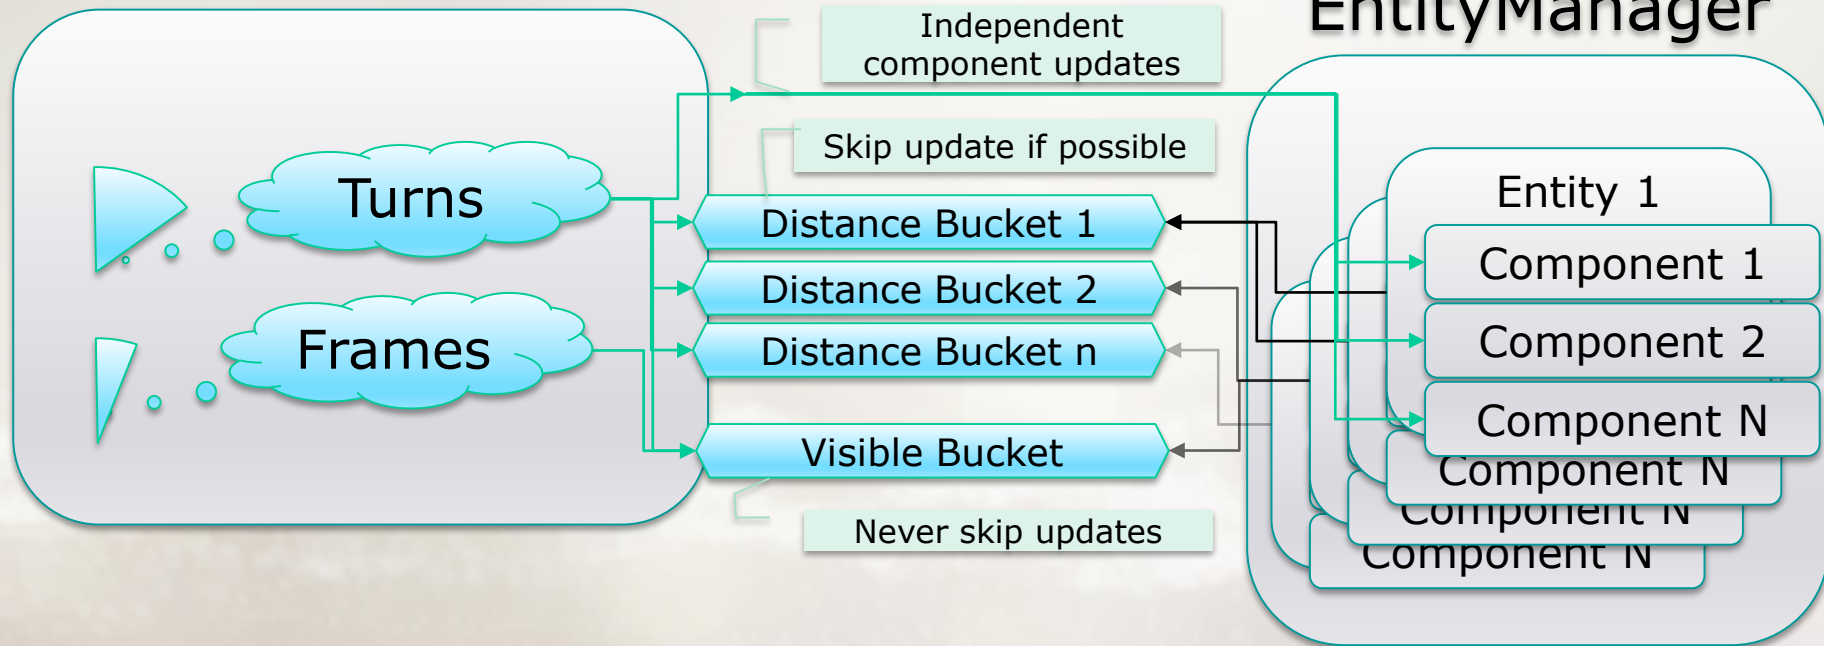 EntityManager
Independent
component updates
Skip update if possible
Turns
Entity 1
Distance Bucket 1
Component 1
Distance Bucket 2
Component 2
Frames
Distance Bucket n
Component N
Visible Bucket
Component N
Component N
Never skip updates
Component N